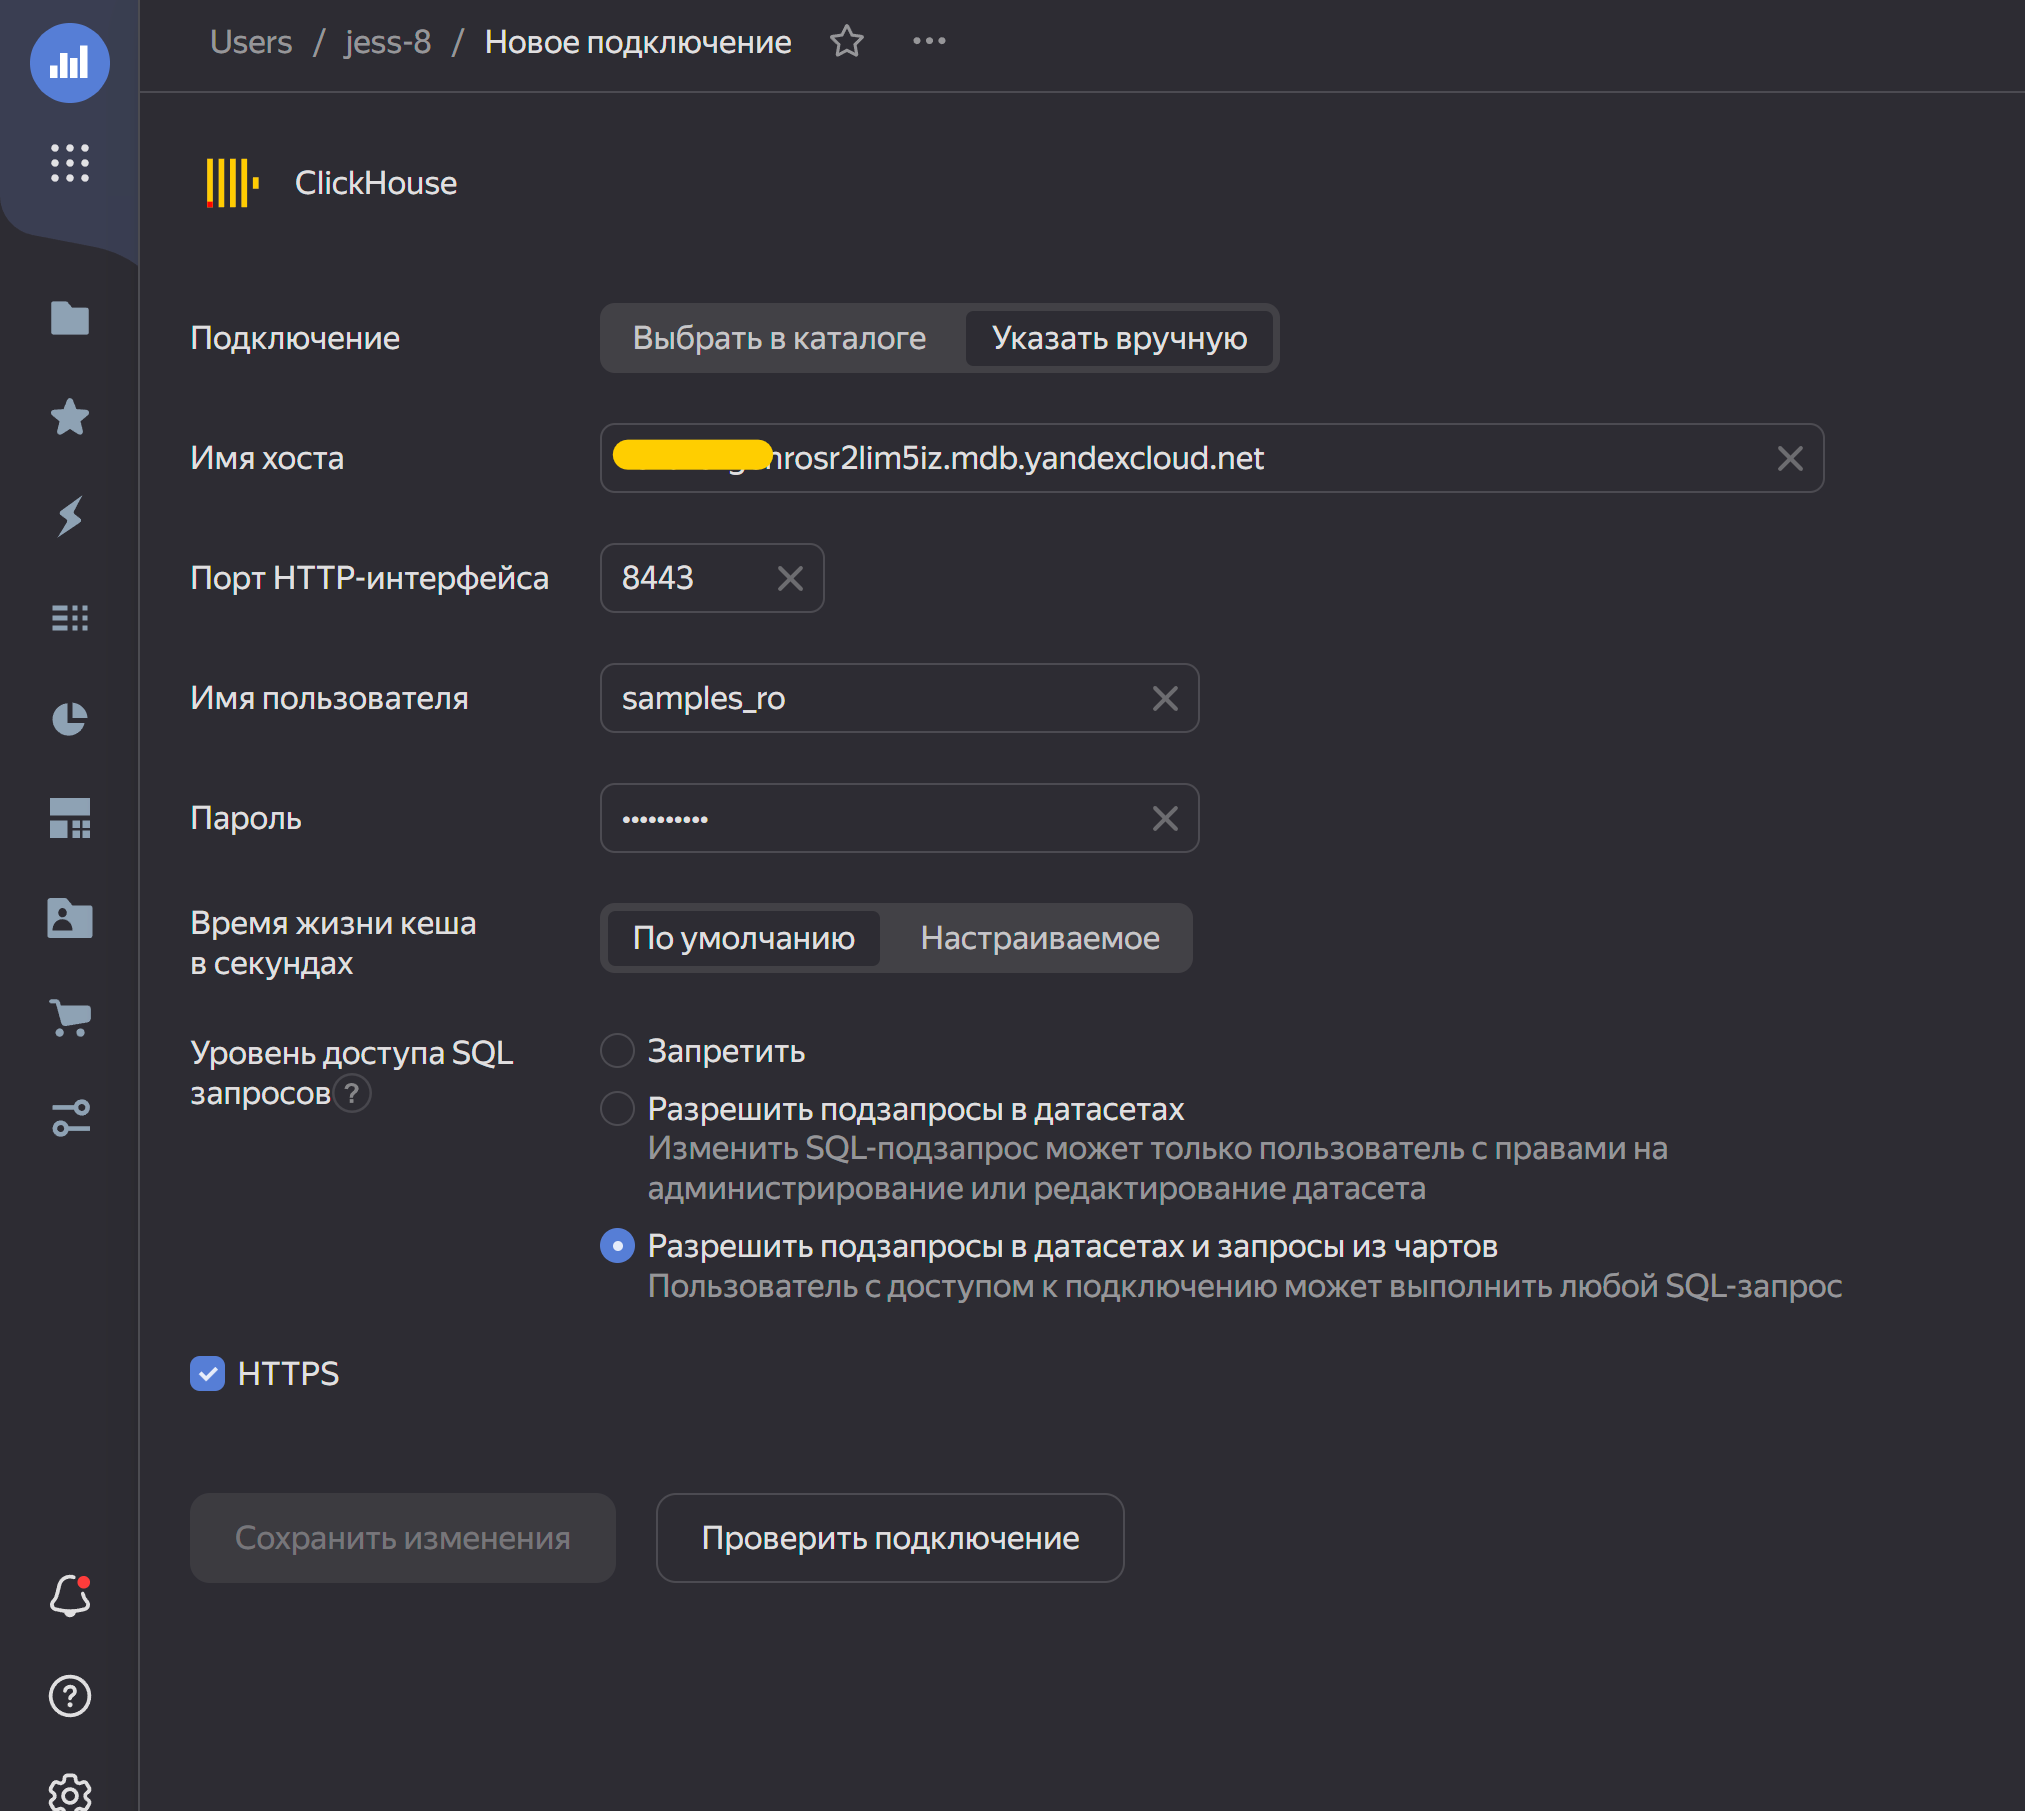 Users / jess-8 / Новое подключение
ClickHouse
Подключение
Выбрать в каталоге Указать вручную
Имя хоста
nrosr2lim5iz.mdb.yandexcloud.net
Порт HTTP-интерфейса
8443
Имя пользователя
samples_ro
Пароль
••••••••••
Время жизни кеша
в секундах
По умолчанию Настраиваемое
Уровень доступа SQL
запросов ?
Запретить
Разрешить подзапросы в датасетах
Изменить SQL-подзапрос может только пользователь с правами на
администрирование или редактирование датасета
Разрешить подзапросы в датасетах и запросы из чартов
Пользователь с доступом к подключению может выполнить любой SQL-запрос
HTTPS
Сохранить изменения Проверить подключение